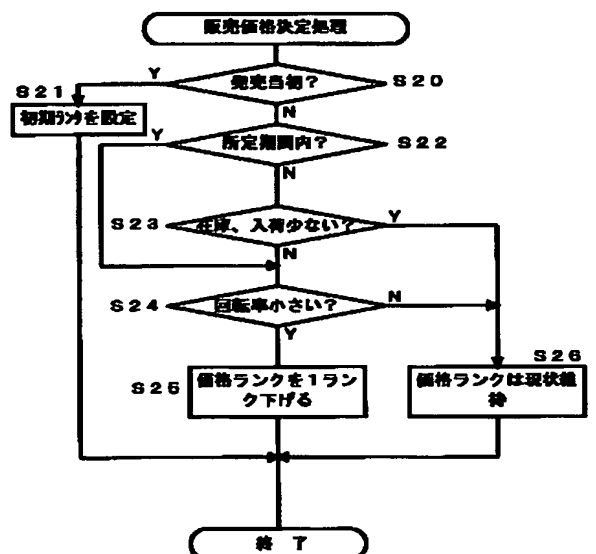 販売価格決定処理
Y
発売当初?
S20
S21
初期ランクを設定
N
Y
所定期間内?
S22
N
S23
在庫、入荷少ない?
Y
N
S24
回転率小さい?
N
Y
S26
S25
価格ランクを1ラン
ク下げる
価格ランクは現状維
持
終 了